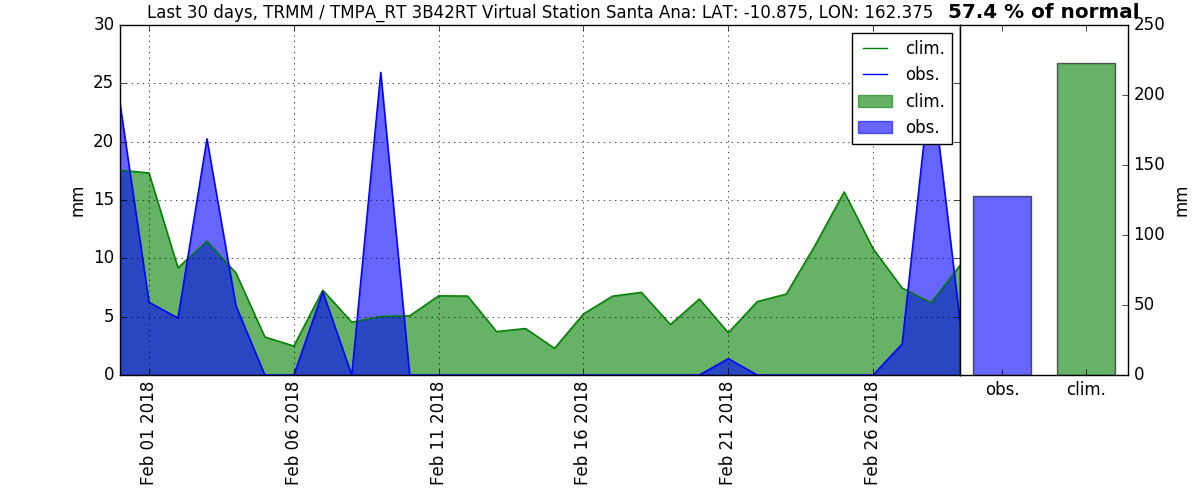 Last 30 days, TRMM / TMPA_RT 3B42RT Virtual Station Santa Ana: LAT: -10.875, LON: 162.375
57.4 % of normal
30
25
20
15
10
5
0
mm
clim.
obs.
clim.
obs.
Feb 01 2018
Feb 06 2018
Feb 11 2018
Feb 16 2018
Feb 21 2018
Feb 26 2018
250
200
150
100
50
0
mm
obs.
clim.